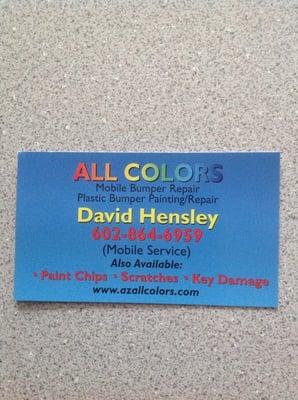 ALL COLORS
Mobile Bumper Repair
Plastic Bumper Painting/Repair
David Hensley
602-864-6959
(Mobile Service)
Also Available:
• Paint Chips • Scratches • Key Damage
www.azallcolors.com